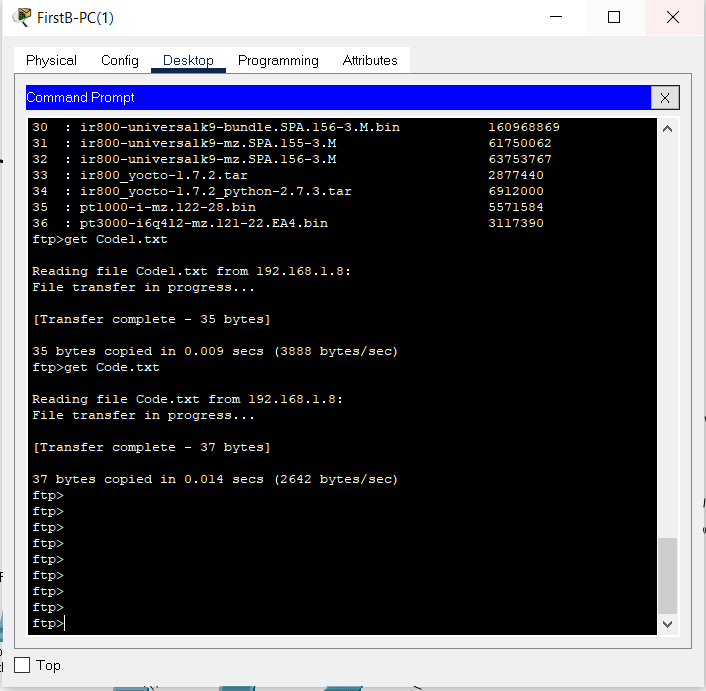 FirstB-PC(1)
Physical Config Desktop Programming Attributes
Command Prompt
X
30 : ir800-universalk9-bundle.SPA.156-3.M.bin 160968869
31 : ir800-universalk9-mz.SPA.155-3.M 61750062
32 : ir800-universalk9-mz.SPA.156-3.M 63753767
33 : ir800_yocto-1.7.2.tar 2877440
34 : ir800_yocto-1.7.2_python-2.7.3.tar 6912000
35 : pt1000-i-mz.122-28.bin 5571584
36 : pt3000-i6q4l2-mz.121-22.EA4.bin 3117390
ftp>get Code1.txt
Reading file Code1.txt from 192.168.1.8:
File transfer in progress...
[Transfer complete - 35 bytes]
35 bytes copied in 0.009 secs (3888 bytes/sec)
ftp>get Code.txt
Reading file Code.txt from 192.168.1.8:
File transfer in progress...
[Transfer complete - 37 bytes]
37 bytes copied in 0.014 secs (2642 bytes/sec)
ftp>
ftp>
ftp>
ftp>
ftp>
ftp>
ftp>
ftp>
ftp>
Top